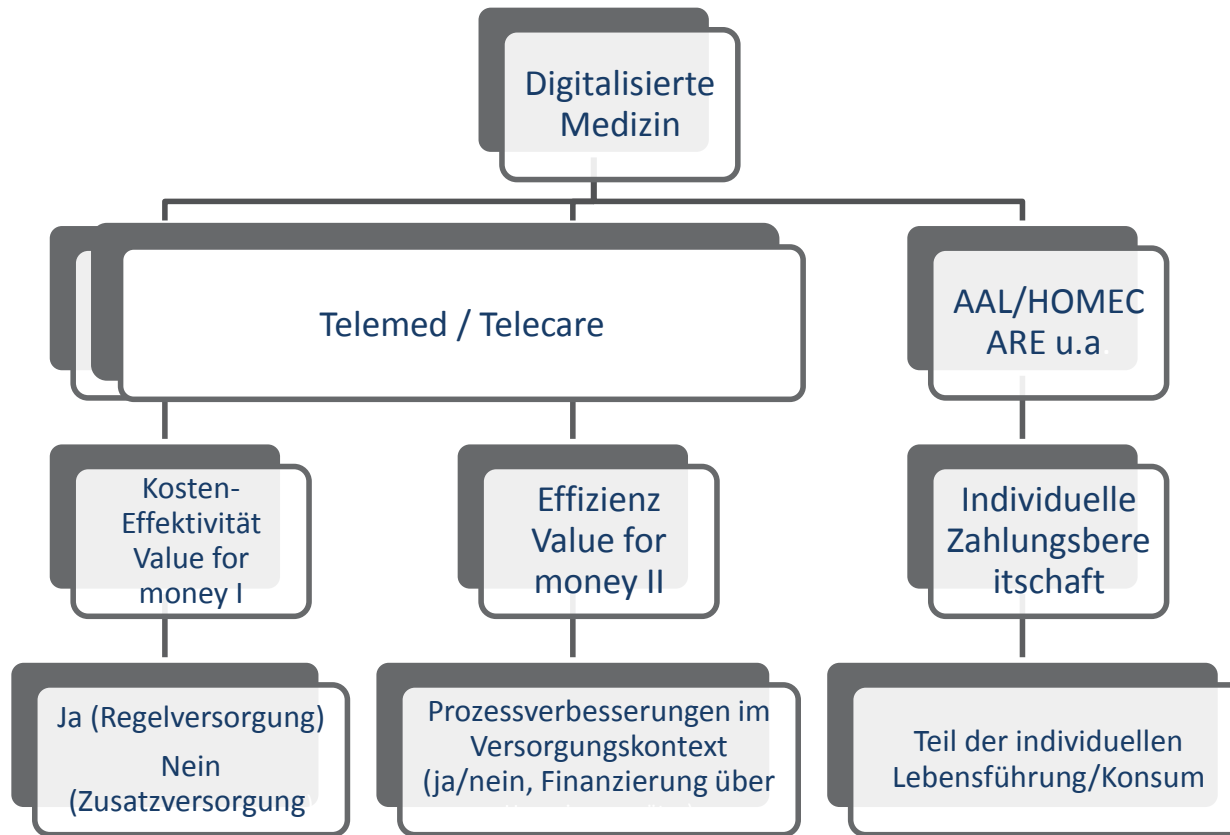 Digitalisierte
Medizin
Telemed / Telecare
AAL/HOMEC
ARE u.a.
Kosten-
Effektivität
Value for
money I
Effizienz
Value for
money II
Individuelle
Zahlungsbere
itschaft
Ja (Regelversorgung)
Nein
(Zusatzversorgung)
Prozessverbesserungen im
Versorgungskontext
(ja/nein, Finanzierung über
Teil der individuellen
Lebensführung/Konsum